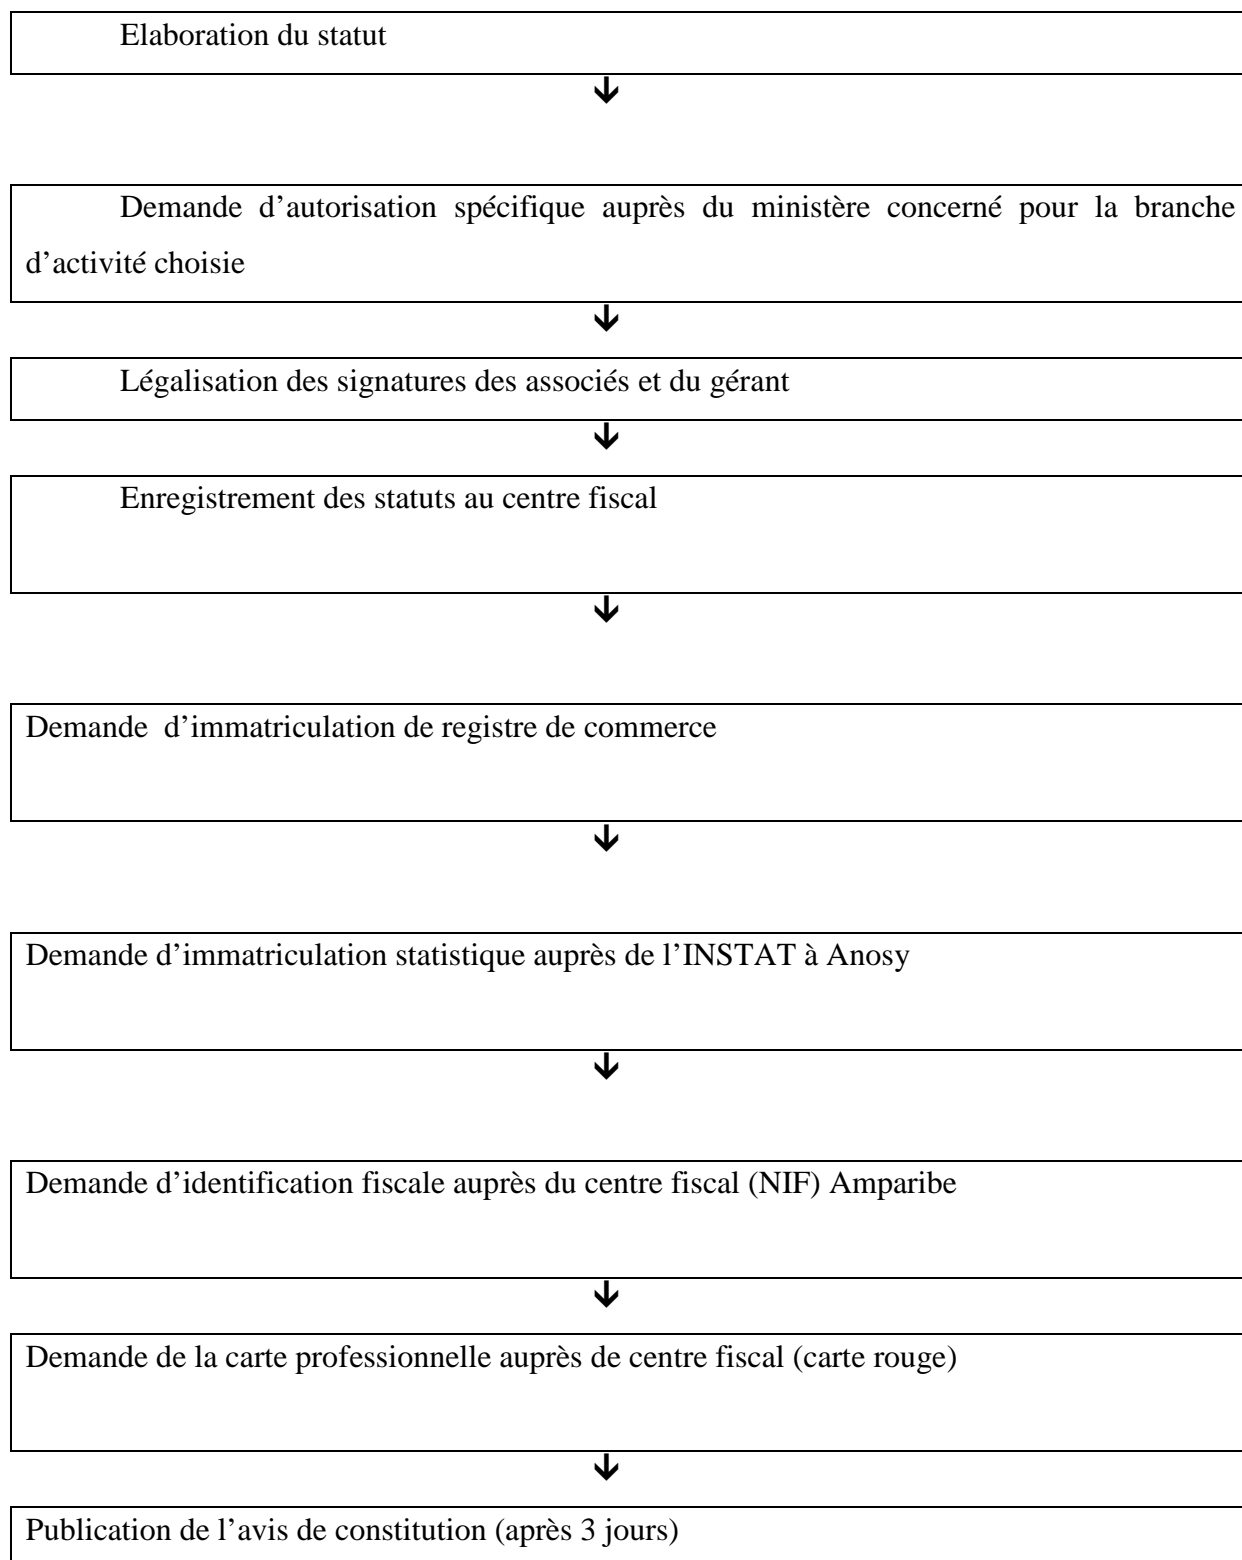 Elaboration du statut
🡻
Demande d’autorisation spécifique auprès du ministère concerné pour la branche
d’activité choisie
🡻
Légalisation des signatures des associés et du gérant
🡻
Enregistrement des statuts au centre fiscal
🡻
Demande d’immatriculation de registre de commerce
🡻
Demande d’immatriculation statistique auprès de l’INSTAT à Anosy
🡻
Demande d’identification fiscale auprès du centre fiscal (NIF) Amparibe
🡻
Demande de la carte professionnelle auprès de centre fiscal (carte rouge)
🡻
Publication de l’avis de constitution (après 3 jours)